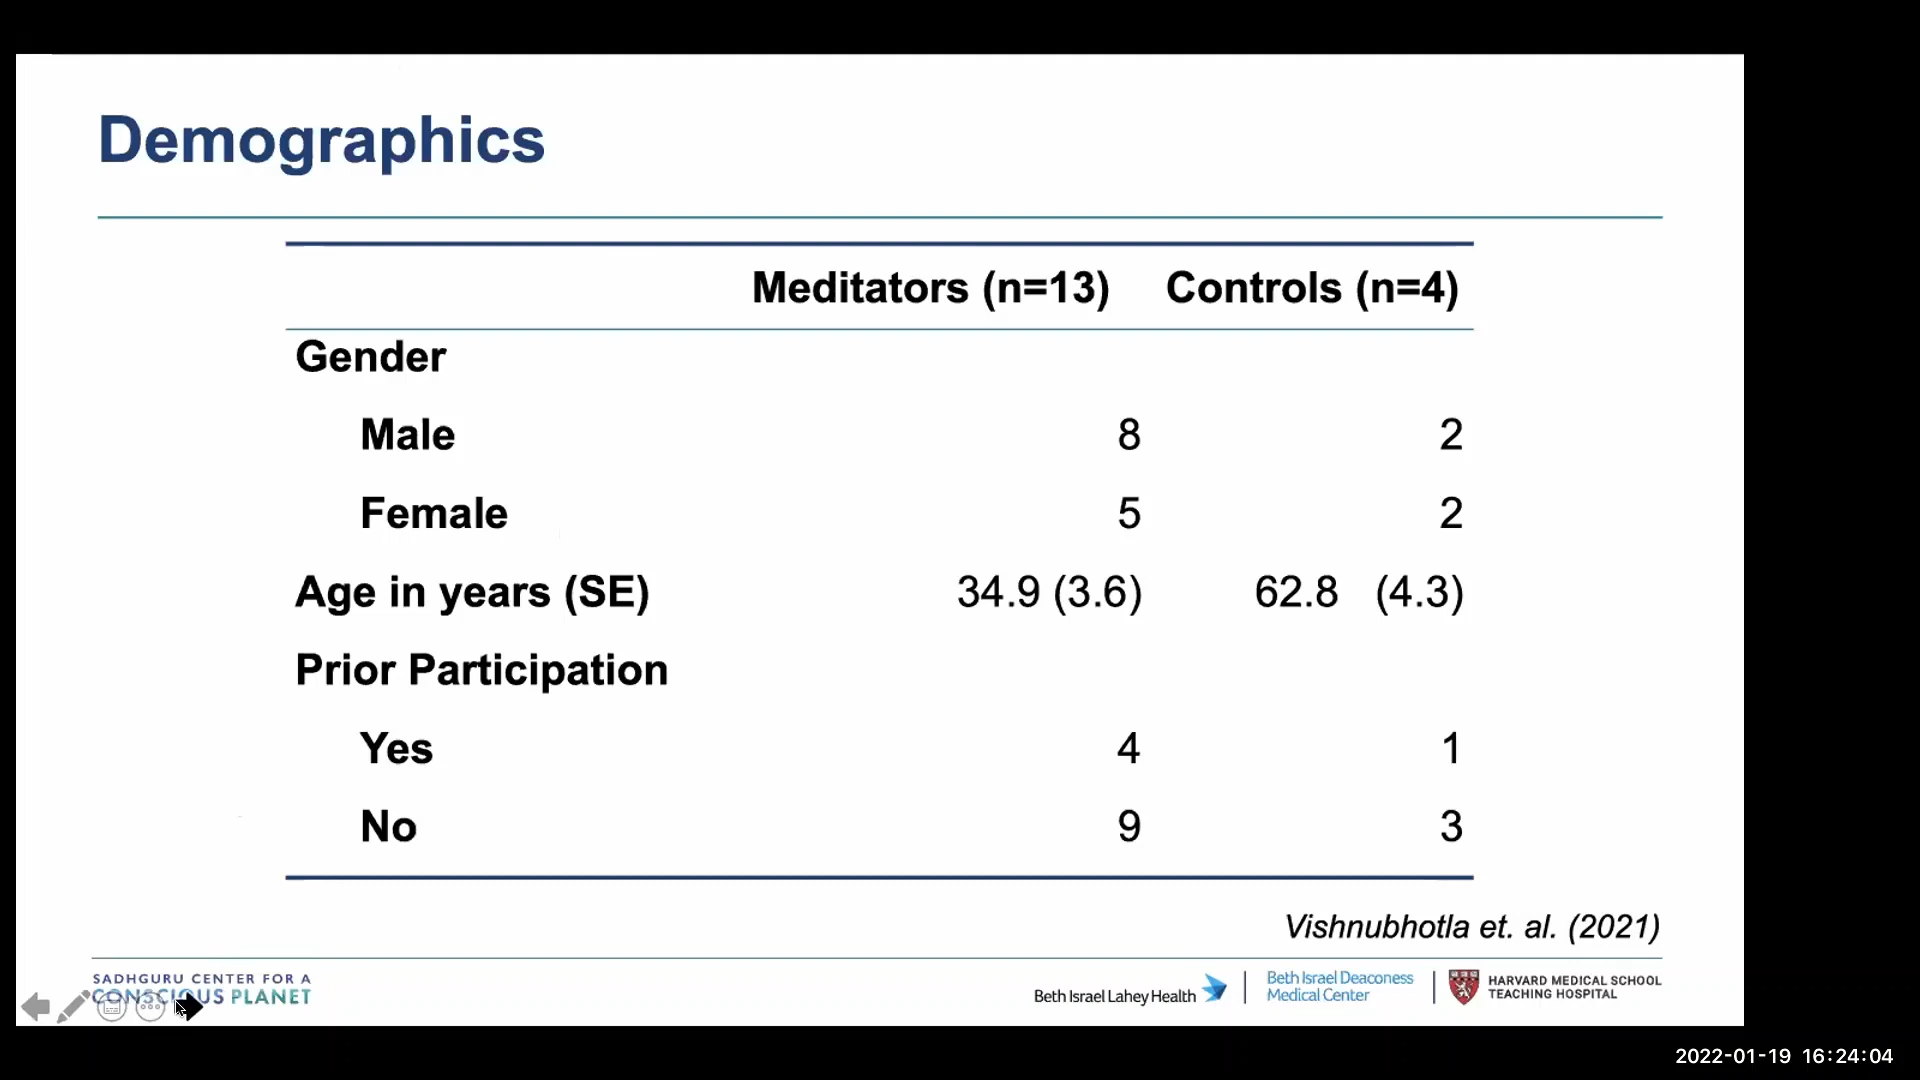 Demographics
Meditators (n=13) Controls (n=4)
Gender
Male 8 2
Female 5 2
Age in years (SE) 34.9 (3.6) 62.8 (4.3)
Prior Participation
Yes 4 1
No 9 3
Vishnubhotla et. al. (2021)
SADHGURU CENTER FOR A
CONSCIOUS PLANET
Beth Israel Lahey Health
Beth Israel Deaconess
Medical Center
HARVARD MEDICAL SCHOOL
TEACHING HOSPITAL
2022-01-19 16:24:04